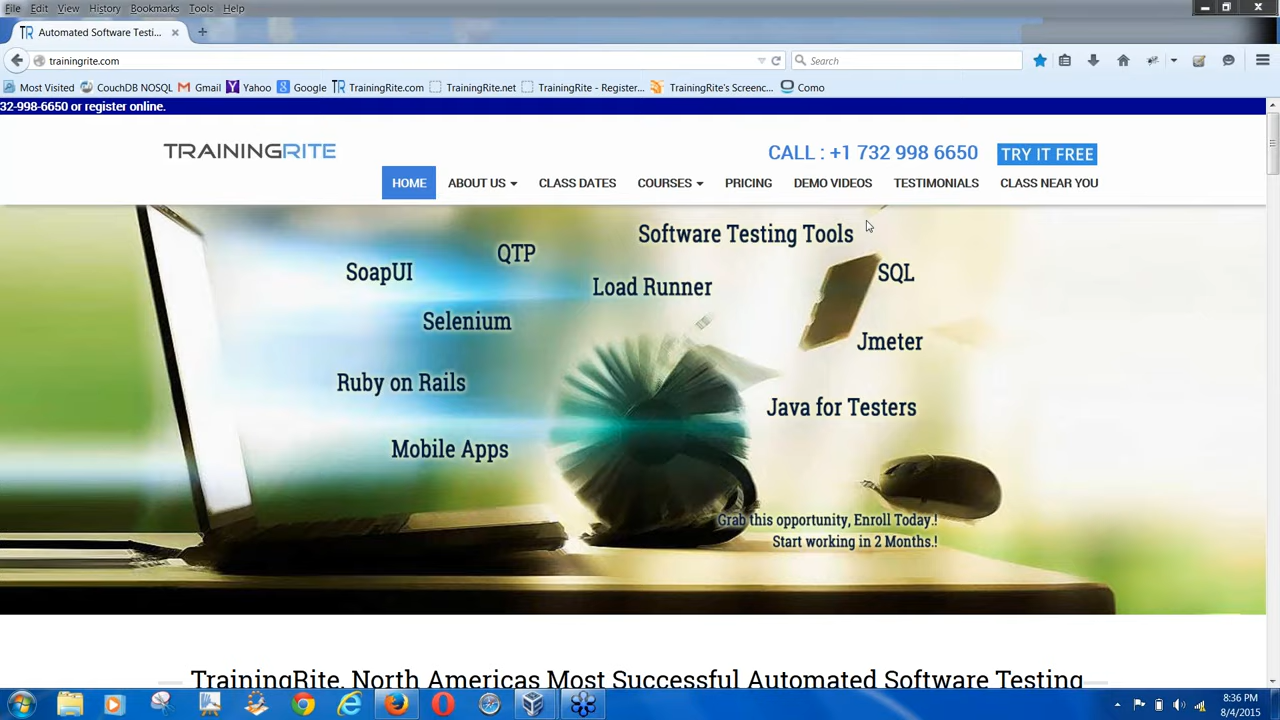 File Edit View History Bookmarks Tools Help
Automated Software Testi...
trainingrite.com
Search
Most Visited CouchDB NOSQL Gmail Yahoo Google TrainingRite.com TrainingRite.net TrainingRite - Register... TrainingRite's Screenc... Como
32-998-6650 or register online.
TRAININGRITE
CALL : +1 732 998 6650 TRY IT FREE
HOME ABOUT US CLASS DATES COURSES PRICING DEMO VIDEOS TESTIMONIALS CLASS NEAR YOU
Software Testing Tools
QTP
SoapUI
SQL
Load Runner
Selenium
Jmeter
Ruby on Rails
Java for Testers
Mobile Apps
Grab this opportunity, Enroll Today.!
Start working in 2 Months.!
TrainingRite, North Americas Most Successful Automated Software Testing
8:36 PM
8/4/2015